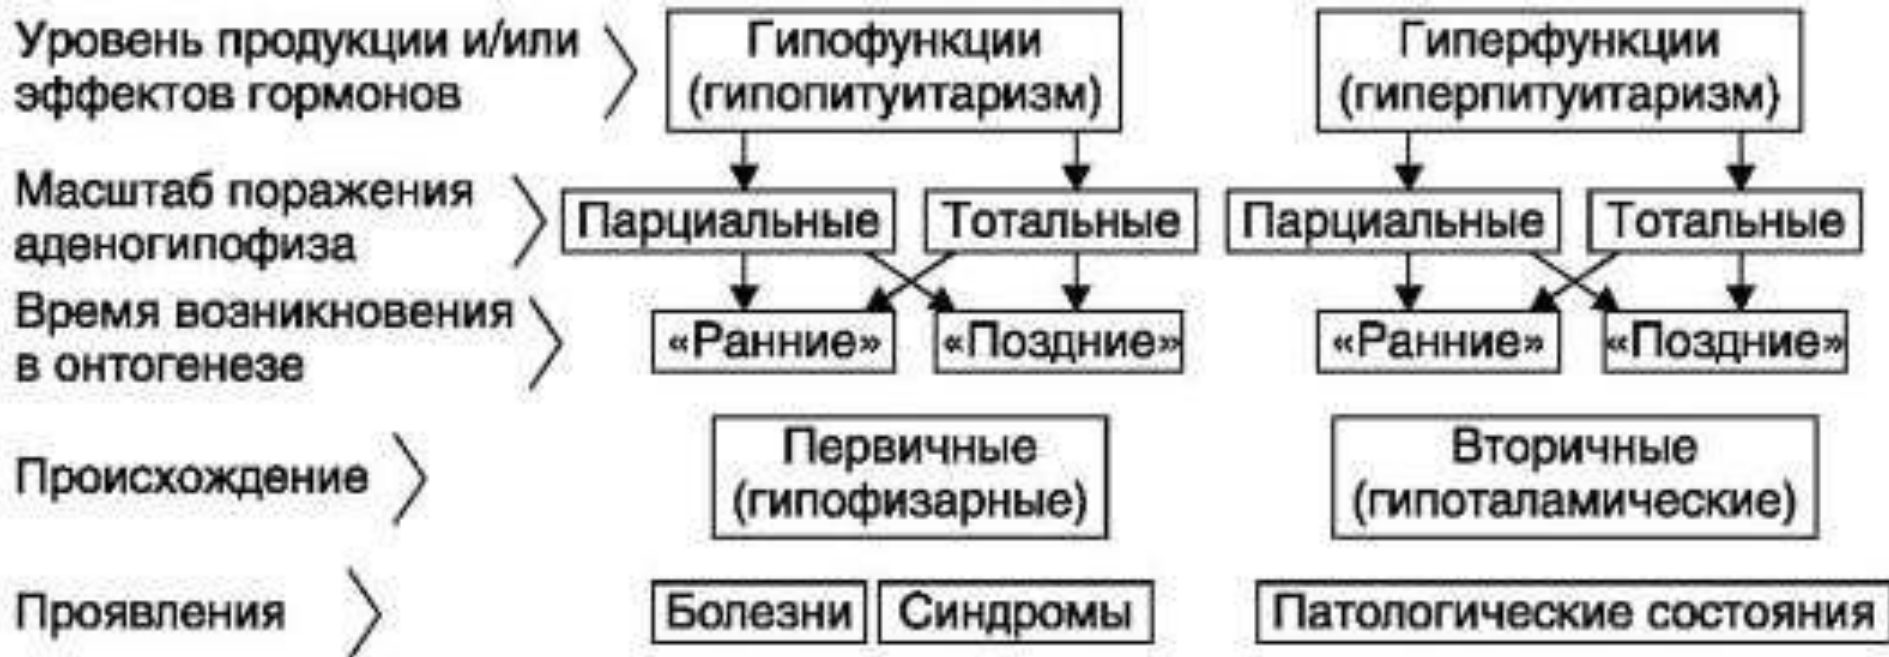 Уровень продукции и/или
эффектов гормонов
Гипофункции
(гипопитуитаризм)
Гиперфункции
(гиперпитуитаризм)
Масштаб поражения
аденогипофиза
Парциальные
Тотальные
Парциальные
Тотальные
Время возникновения
в онтогенезе
«Ранние»
«Поздние»
«Ранние»
«Поздние»
Происхождение
Первичные
(гипофизарные)
Вторичные
(гипоталамические)
Проявления
Болезни
Синдромы
Патологические состояния